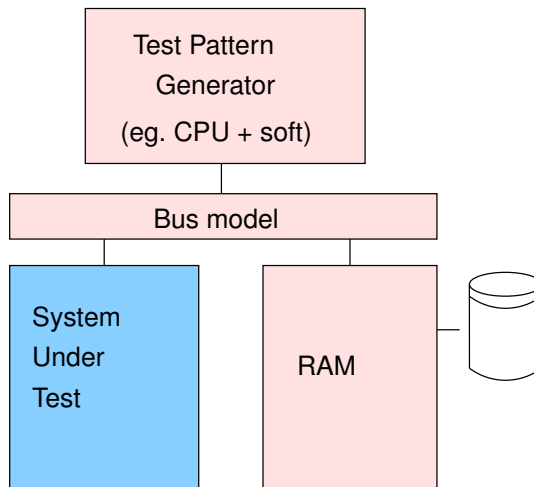 Test Pattern
Generator
(eg. CPU + soft)
Bus model
System
Under
Test
RAM